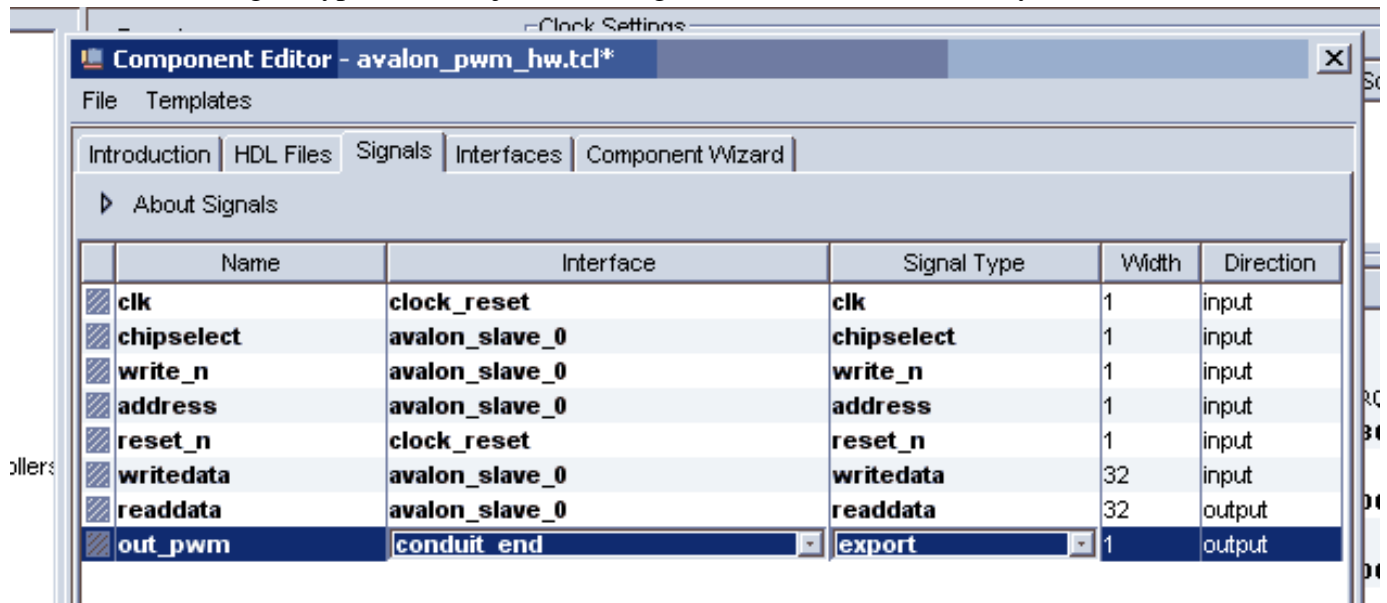 Clock Settings
Component Editor - avalon_pwm_hw.tcl*
File Templates
Introduction HDL Files Signals Interfaces Component Wizard
About Signals
Name Interface Signal Type Width Direction
clk clock_reset clk 1 input
chipselect avalon_slave_0 chipselect 1 input
write_n avalon_slave_0 write_n 1 input
address avalon_slave_0 address 1 input
reset_n clock_reset reset_n 1 input
writedata avalon_slave_0 writedata 32 input
readdata avalon_slave_0 readdata 32 output
out_pwm conduit_end export 1 output